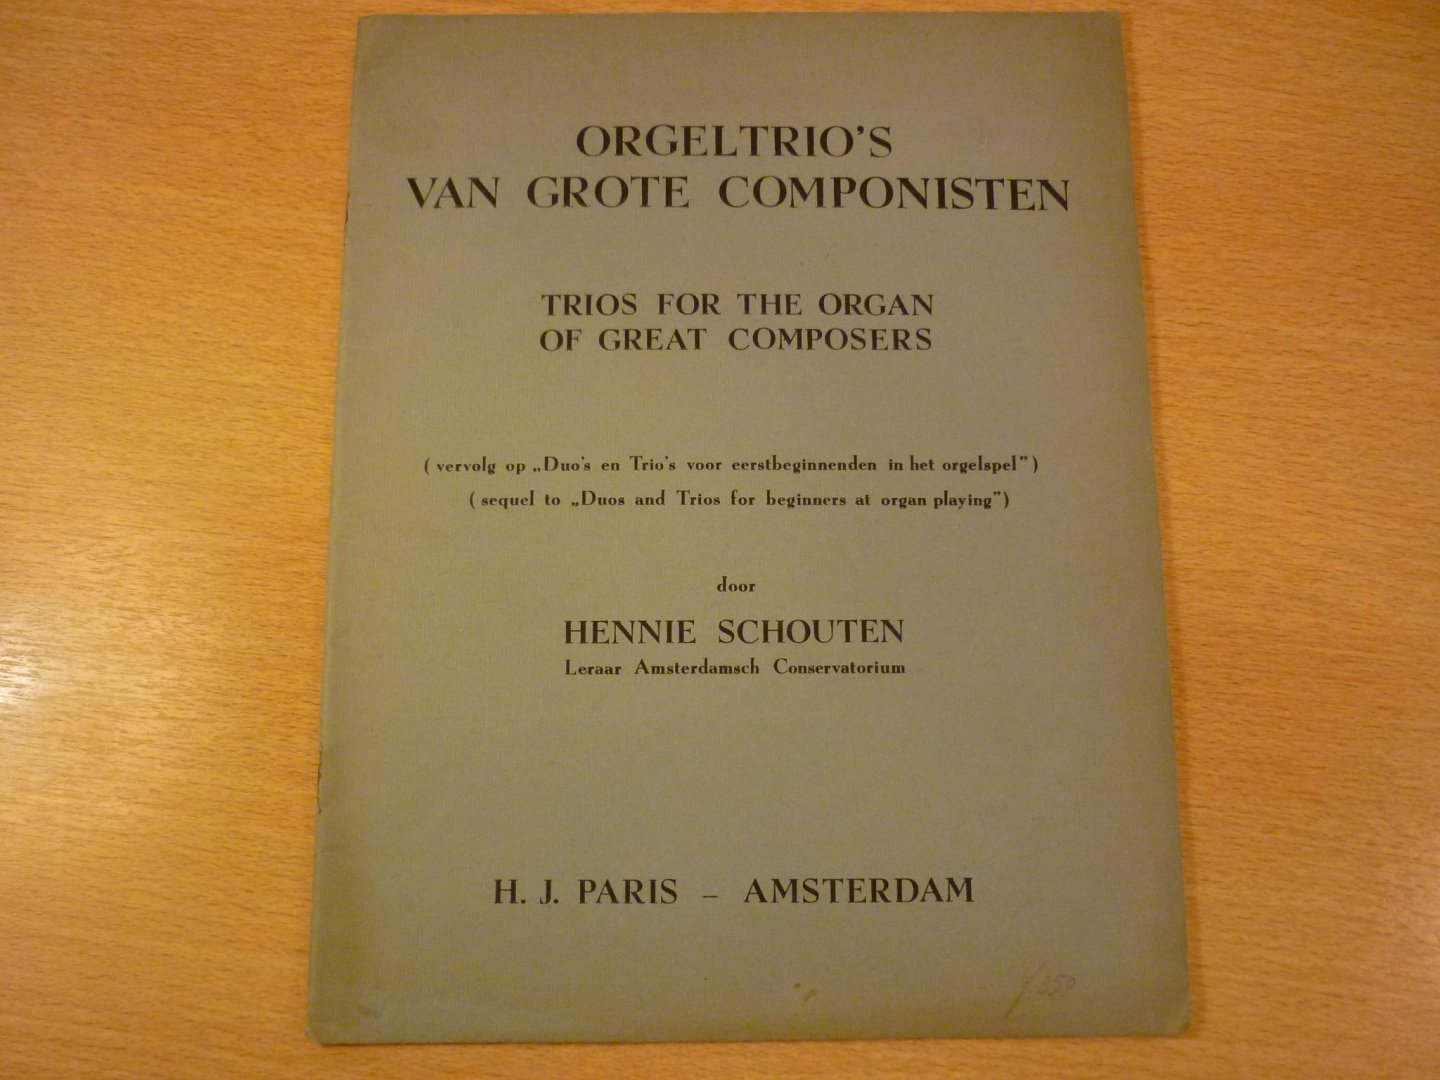 ORGELTRIO'S
VAN GROTE COMPONISTEN
TRIOS FOR THE ORGAN
OF GREAT COMPOSERS
( vervolg op „Duo's en Trio's voor eerstbeginnenden in het orgelspel” )
( sequel to „Duos and Trios for beginners at organ playing”)
door
HENNIE SCHOUTEN
Leraar Amsterdamsch Conservatorium
H. J. PARIS – AMSTERDAM